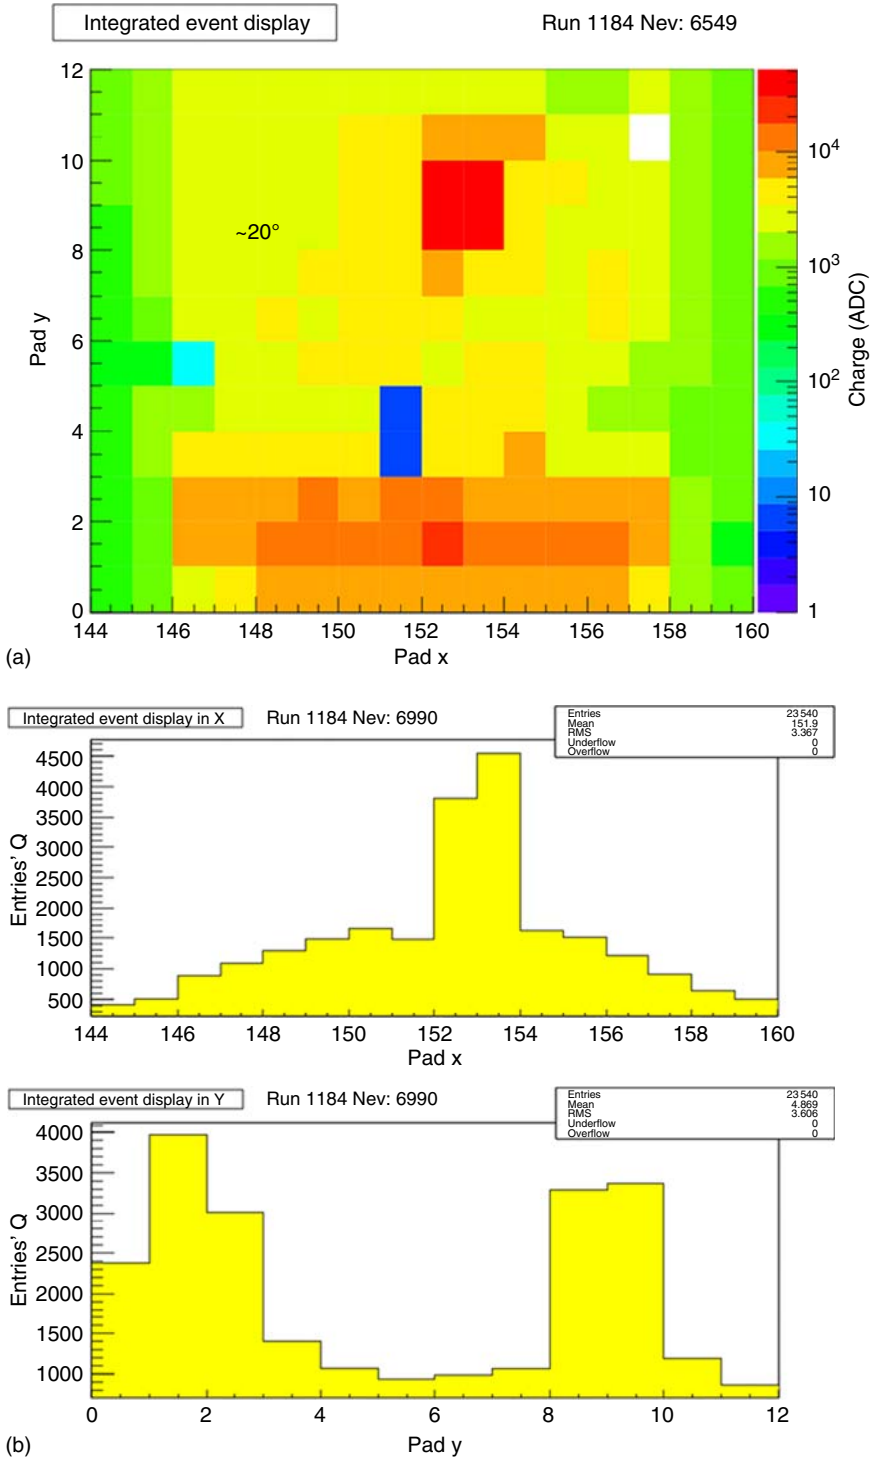 Integrated event display
Run 1184 Nev: 6549
12
10
8
6
4
2
0
Pad y
~20°
144 146 148 150 152 154 156 158 160
Pad x
10⁴
10³
10²
10
1
Charge (ADC)
(a)
Integrated event display in X
Run 1184 Nev: 6990
Entries 23 540
Mean 151.9
RMS 3.367
Underflow 0
Overflow 0
4500
4000
3500
3000
2500
2000
1500
1000
500
Entries' Q
144 146 148 150 152 154 156 158 160
Pad x
Integrated event display in Y
Run 1184 Nev: 6990
Entries 23 540
Mean 4.869
RMS 3.606
Underflow 0
Overflow 0
4000
3500
3000
2500
2000
1500
1000
Entries' Q
0 2 4 6 8 10 12
Pad y
(b)